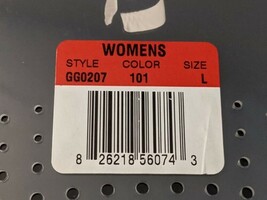 WOMENS
STYLE COLOR SIZE
GG0207 101 L
8 26218 56074 3